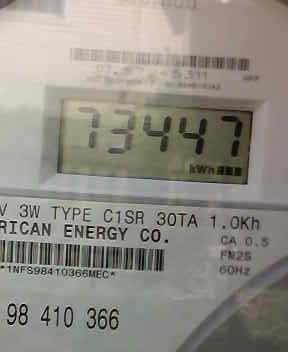 73447
kWh
V 3W TYPE C1SR 30TA 1.0Kh
RICAN ENERGY CO.
CA 0.5
FM2S
60Hz
*1NFS98410366MEC*
98 410 366